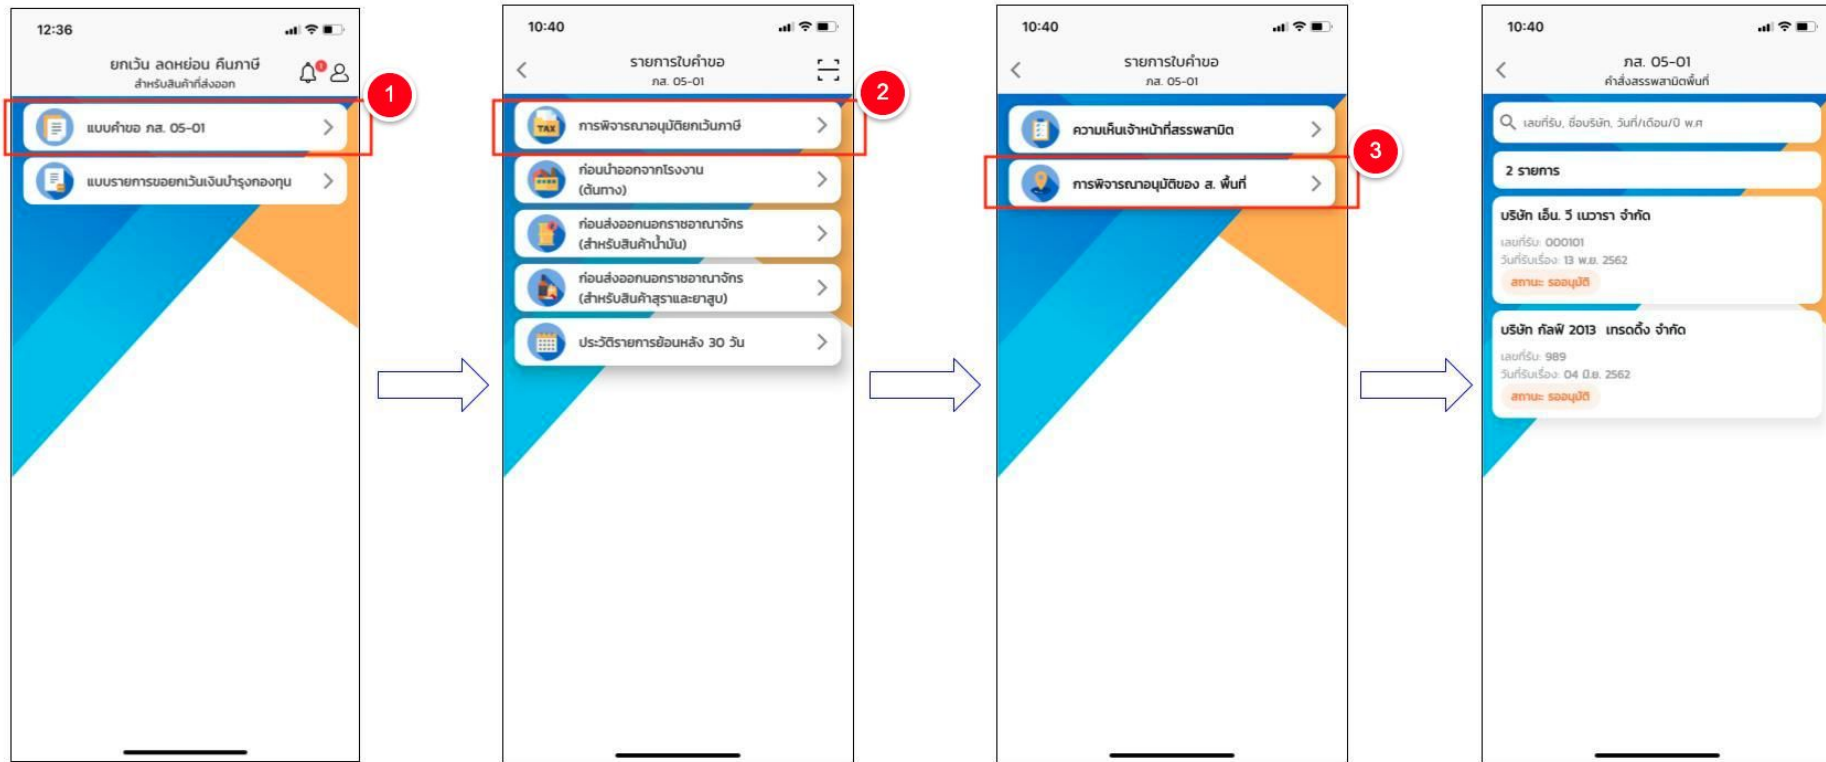 12:36
ยกเว้น ลดหย่อน คืนภาษี
สำหรับสินค้าที่ส่งออก
1
แบบคำขอ ภส. 05-01
แบบรายการขอยกเว้นเงินบำรุงกองทุน
10:40
รายการใบคำขอ
ภส. 05-01
2
TAX
การพิจารณาอนุมัติยกเว้นภาษี
ก่อนนำออกจากโรงงาน
(ต้นทาง)
ก่อนส่งออกนอกราชอาณาจักร
(สำหรับสินค้าน้ำมัน)
ก่อนส่งออกนอกราชอาณาจักร
(สำหรับสินค้าสุราและยาสูบ)
ประวัติรายการย้อนหลัง 30 วัน
10:40
รายการใบคำขอ
ภส. 05-01
ความเห็นเจ้าหน้าที่สรรพสามิต
3
การพิจารณาอนุมัติของ ส. พื้นที่
10:40
ภส. 05-01
คำสั่งสรรพสามิตพื้นที่
เลขที่รับ, ชื่อบริษัท, วันที่/เดือน/ปี พ.ศ
2 รายการ
บริษัท เอ็น. วี เนวารา จำกัด
เลขที่รับ: 000101
วันที่รับเรื่อง: 13 พ.ย. 2562
สถานะ: รออนุมัติ
บริษัท กัลฟ์ 2013 เทรดดิ้ง จำกัด
เลขที่รับ: 989
วันที่รับเรื่อง: 04 มิ.ย. 2562
สถานะ: รออนุมัติ